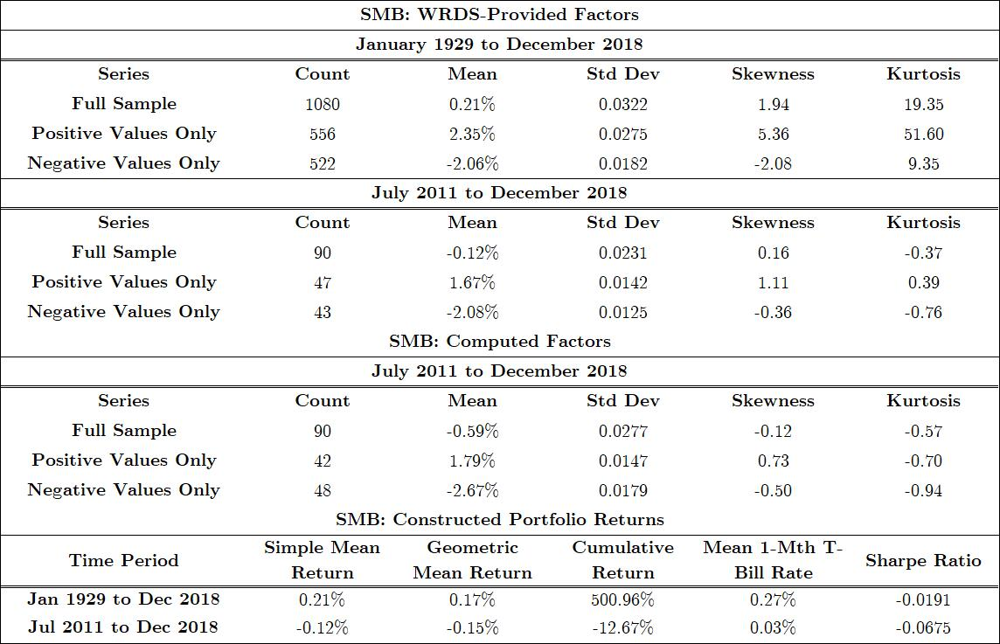 SMB: WRDS-Provided Factors
January 1929 to December 2018
Series Count Mean Std Dev Skewness Kurtosis
Full Sample 1080 0.21% 0.0322 1.94 19.35
Positive Values Only 556 2.35% 0.0275 5.36 51.60
Negative Values Only 522 -2.06% 0.0182 -2.08 9.35
July 2011 to December 2018
Series Count Mean Std Dev Skewness Kurtosis
Full Sample 90 -0.12% 0.0231 0.16 -0.37
Positive Values Only 47 1.67% 0.0142 1.11 0.39
Negative Values Only 43 -2.08% 0.0125 -0.36 -0.76
SMB: Computed Factors
July 2011 to December 2018
Series Count Mean Std Dev Skewness Kurtosis
Full Sample 90 -0.59% 0.0277 -0.12 -0.57
Positive Values Only 42 1.79% 0.0147 0.73 -0.70
Negative Values Only 48 -2.67% 0.0179 -0.50 -0.94
SMB: Constructed Portfolio Returns
Time Period Simple Mean Geometric Cumulative Mean 1-Mth T- Sharpe Ratio
Return Mean Return Return Bill Rate
Jan 1929 to Dec 2018 0.21% 0.17% 500.96% 0.27% -0.0191
Jul 2011 to Dec 2018 -0.12% -0.15% -12.67% 0.03% -0.0675